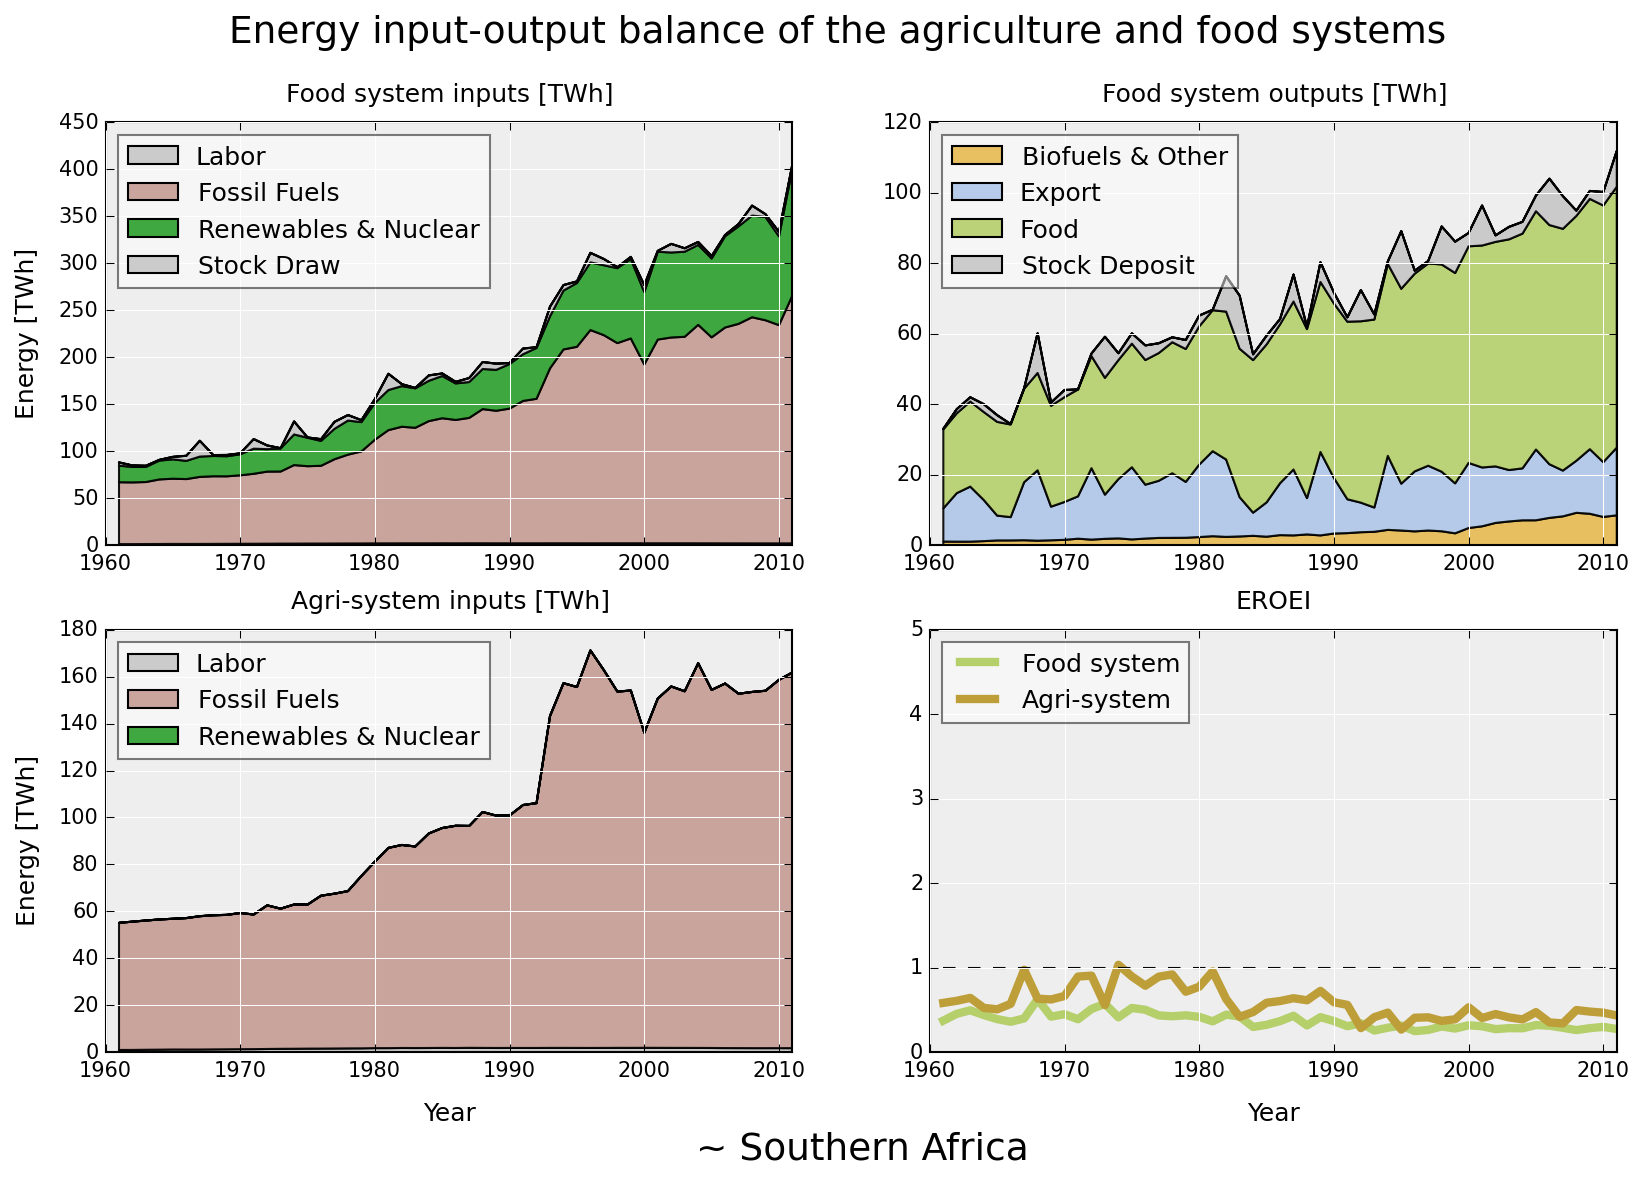 Energy input-output balance of the agriculture and food systems
Food system inputs [TWh]
Energy [TWh]
450
400
350
300
250
200
150
100
50
0
1960 1970 1980 1990 2000 2010
Labor
Fossil Fuels
Renewables & Nuclear
Stock Draw
Food system outputs [TWh]
120
100
80
60
40
20
0
1960 1970 1980 1990 2000 2010
Biofuels & Other
Export
Food
Stock Deposit
Agri-system inputs [TWh]
Energy [TWh]
180
160
140
120
100
80
60
40
20
0
1960 1970 1980 1990 2000 2010
Year
Labor
Fossil Fuels
Renewables & Nuclear
EROEI
5
4
3
2
1
0
1960 1970 1980 1990 2000 2010
Year
Food system
Agri-system
~ Southern Africa